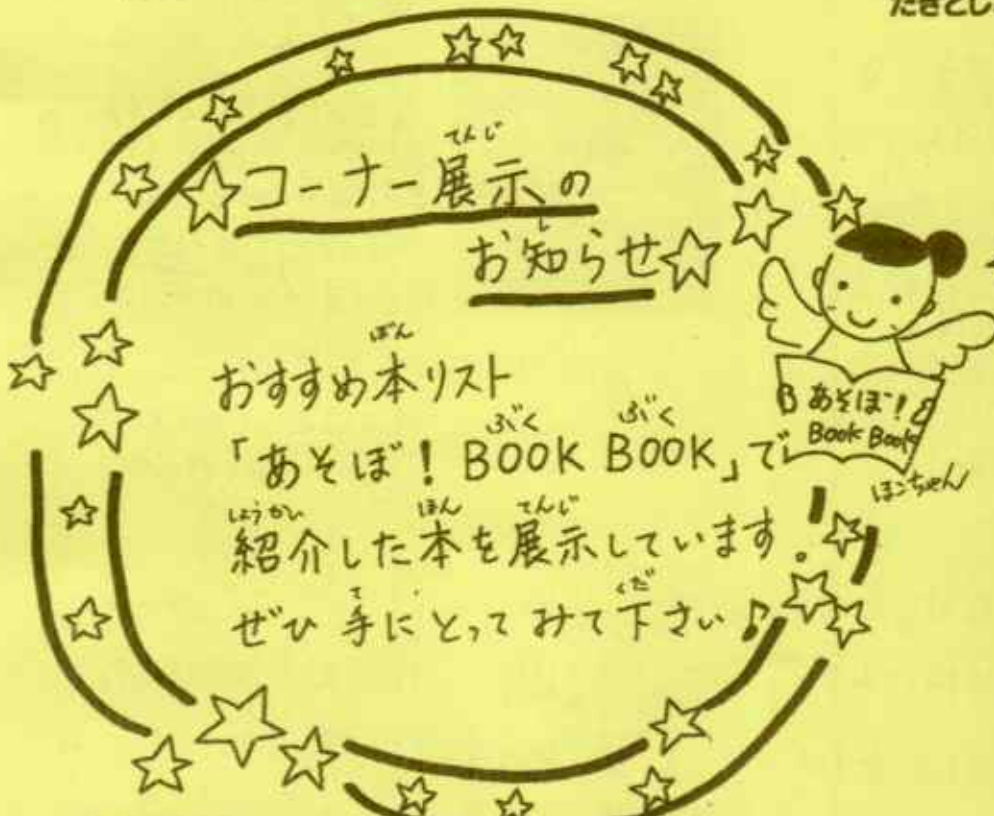 ☆コーナー展示の
お知らせ☆
おすすめ本リスト
「あそぼ！BOOK BOOK」で
紹介した本を展示しています。
ぜひ手にとってみて下さい♪
あそぼ！
Book Book
ほんちゃん